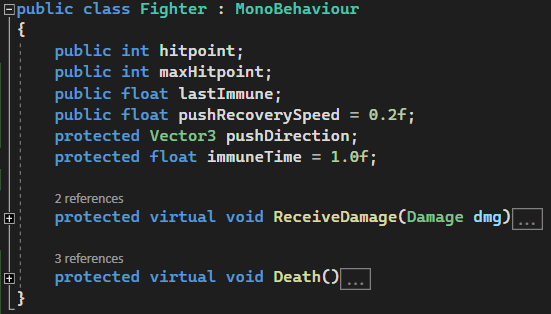 public class Fighter : MonoBehaviour
{
public int hitpoint;
public int maxHitpoint;
public float lastImmune;
public float pushRecoverySpeed = 0.2f;
protected Vector3 pushDirection;
protected float immuneTime = 1.0f;
2 references
protected virtual void ReceiveDamage(Damage dmg)...
3 references
protected virtual void Death()...
}